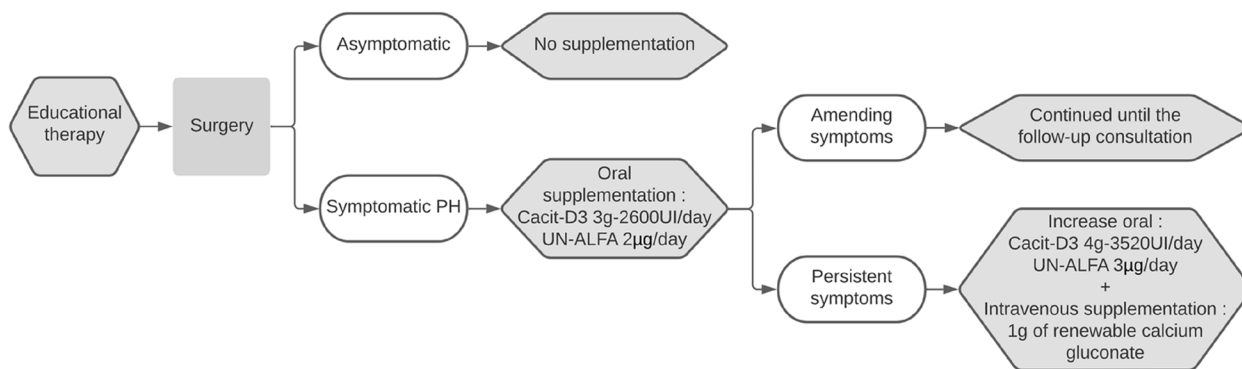 Educational
therapy
Surgery
Asymptomatic
No supplementation
Symptomatic PH
Oral
supplementation :
Cacit-D3 3g-2600UI/day
UN-ALFA 2µg/day
Amending
symptoms
Continued until the
follow-up consultation
Persistent
symptoms
Increase oral :
Cacit-D3 4g-3520UI/day
UN-ALFA 3µg/day
+
Intravenous supplementation :
1g of renewable calcium
gluconate